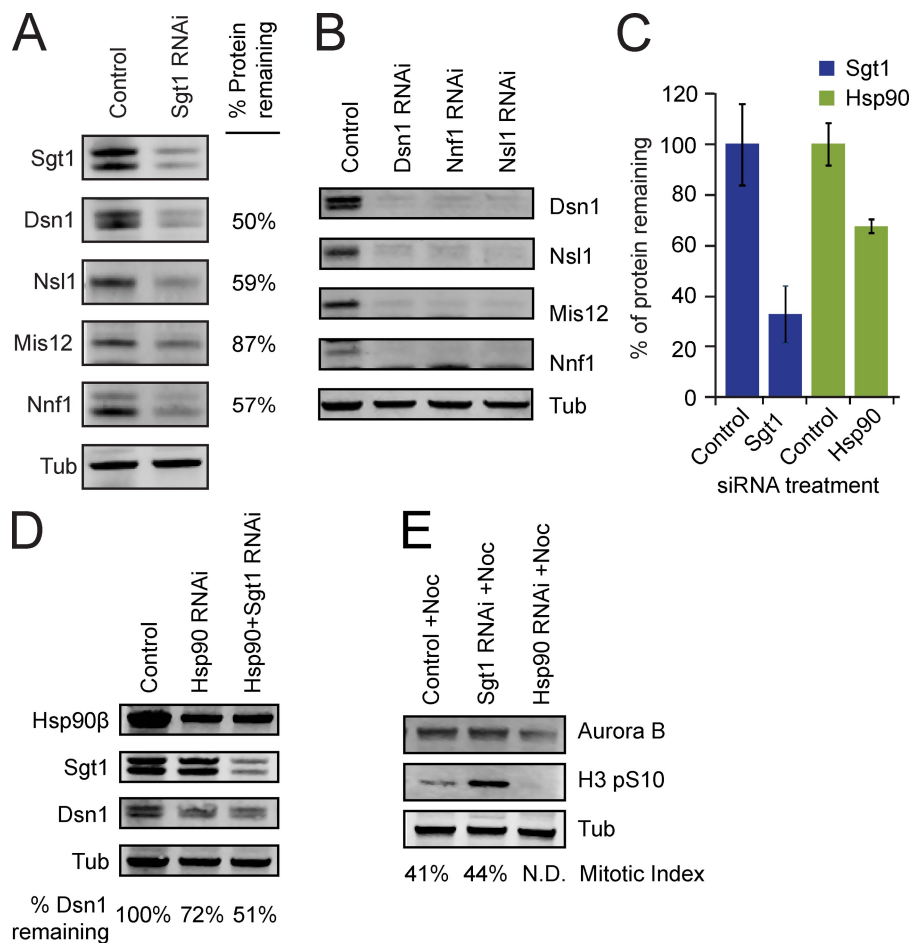 A
Control
Sgt1 RNAi
% Protein
remaining
Sgt1
Dsn1
50%
Nsl1
59%
Mis12
87%
Nnf1
57%
Tub
B
Control
Dsn1 RNAi
Nnf1 RNAi
Nsl1 RNAi
Dsn1
Nsl1
Mis12
Nnf1
Tub
C
Sgt1
Hsp90
% of protein remaining
120
100
80
60
40
20
0
Control
Sgt1
Control
Hsp90
siRNA treatment
D
Control
Hsp90 RNAi
Hsp90+Sgt1 RNAi
Hsp90β
Sgt1
Dsn1
Tub
% Dsn1
remaining
100% 72% 51%
E
Control +Noc
Sgt1 RNAi +Noc
Hsp90 RNAi +Noc
Aurora B
H3 pS10
Tub
41% 44% N.D. Mitotic Index